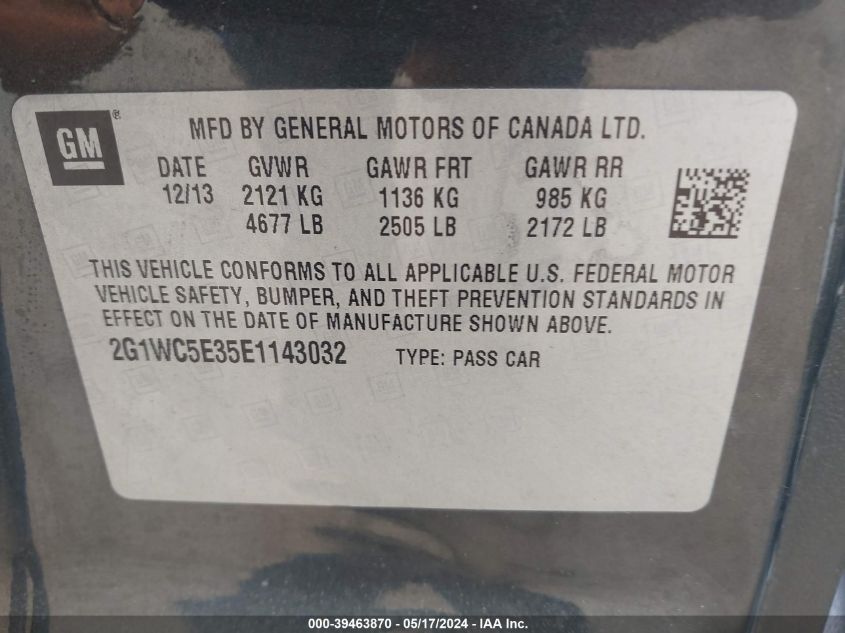 GM®
MFD BY GENERAL MOTORS OF CANADA LTD.
DATE GVWR GAWR FRT GAWR RR
12/13 2121 KG 1136 KG 985 KG
4677 LB 2505 LB 2172 LB
THIS VEHICLE CONFORMS TO ALL APPLICABLE U.S. FEDERAL MOTOR
VEHICLE SAFETY, BUMPER, AND THEFT PREVENTION STANDARDS IN
EFFECT ON THE DATE OF MANUFACTURE SHOWN ABOVE.
2G1WC5E35E1143032 TYPE: PASS CAR
000-39463870 - 05/17/2024 - IAA Inc.